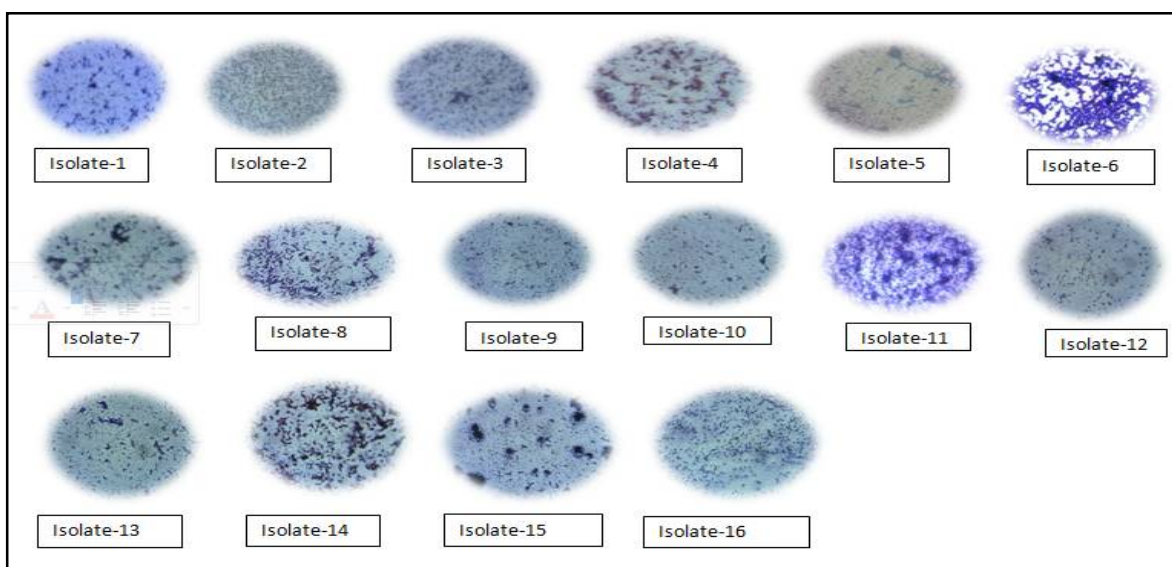 Isolate-1
Isolate-2
Isolate-3
Isolate-4
Isolate-5
Isolate-6
Isolate-7
Isolate-8
Isolate-9
Isolate-10
Isolate-11
Isolate-12
Isolate-13
Isolate-14
Isolate-15
Isolate-16